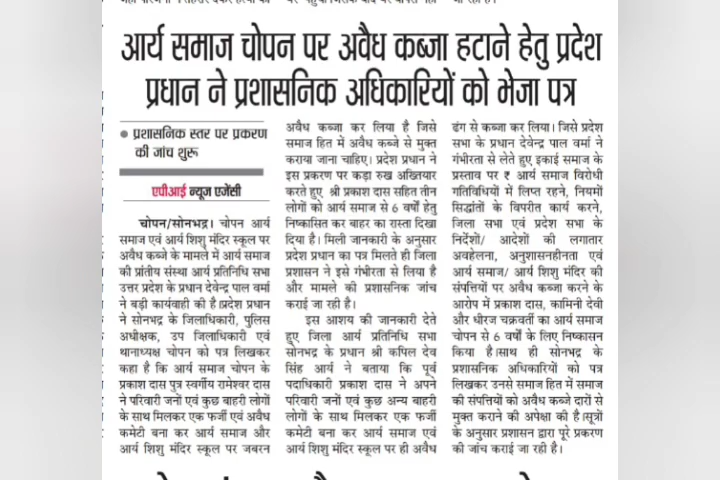 आर्य समाज चोपन पर अवैध कब्जा हटाने हेतु प्रदेश
प्रधान ने प्रशासनिक अधिकारियों को भेजा पत्र
• प्रशासनिक स्तर पर प्रकरण
की जांच शुरू
एपीआई न्यूज एजेंसी
चोपन/सोनभद्र। चोपन आर्य
समाज एवं आर्य शिशु मंदिर स्कूल पर
अवैध कब्जे के मामले में आर्य समाज
की प्रांतीय संस्था आर्य प्रतिनिधि सभा
उत्तर प्रदेश के प्रधान देवेन्द्र पाल वर्मा
ने बड़ी कार्यवाही की है।प्रदेश प्रधान
ने सोनभद्र के जिलाधिकारी, पुलिस
अधीक्षक, उप जिलाधिकारी एवं
थानाध्यक्ष चोपन को पत्र लिखकर
कहा है कि आर्य समाज चोपन के
प्रकाश दास पुत्र स्वर्गीय रामेश्वर दास
ने परिवारी जनों एवं कुछ बाहरी लोगों
के साथ मिलकर एक फर्जी एवं अवैध
कमेटी बना कर आर्य समाज और
आर्य शिशु मंदिर स्कूल पर जबरन
अवैध कब्जा कर लिया है जिसे
समाज हित में अवैध कब्जे से मुक्त
कराया जाना चाहिए। प्रदेश प्रधान ने
इस प्रकरण पर कड़ा रुख अख्तियार
करते हुए श्री प्रकाश दास सहित तीन
लोगों को आर्य समाज से 6 वर्षों हेतु
निष्कासित कर बाहर का रास्ता दिखा
दिया है। मिली जानकारी के अनुसार
प्रदेश प्रधान का पत्र मिलते ही जिला
प्रशासन ने इसे गंभीरता से लिया है
और मामले की प्रशासनिक जांच
कराई जा रही है।
इस आशय की जानकारी देते
हुए जिला आर्य प्रतिनिधि सभा
सोनभद्र के प्रधान श्री कपिल देव
सिंह आर्य ने बताया कि पूर्व
पदाधिकारी प्रकाश दास ने अपने
परिवारी जनों एवं कुछ अन्य बाहरी
लोगों के साथ मिलकर एक फर्जी
कमेटी बना कर आर्य समाज एवं
आर्य शिशु मंदिर स्कूल पर ही अवैध
ढंग से कब्जा कर लिया। जिसे प्रदेश
सभा के प्रधान देवेन्द्र पाल वर्मा ने
गंभीरता से लेते हुए इकाई समाज के
प्रस्ताव पर ₹ आर्य समाज विरोधी
गतिविधियों में लिप्त रहने, नियमों
सिद्धांतों के विपरीत कार्य करने,
जिला सभा एवं प्रदेश सभा के
निर्देशों/ आदेशों की लगातार
अवहेलना, अनुशासनहीनता एवं
आर्य समाज/ आर्य शिशु मंदिर की
संपत्तियों पर अवैध कब्जा करने के
आरोप में प्रकाश दास, कामिनी देवी
और धीरज चक्रवर्ती का आर्य समाज
चोपन से 6 वर्षों के लिए निष्कासन
किया है।साथ ही सोनभद्र के
प्रशासनिक अधिकारियों को पत्र
लिखकर उनसे समाज हित में समाज
की संपत्तियों को अवैध कब्जे दारों से
मुक्त कराने की अपेक्षा की है।सूत्रों
के अनुसार प्रशासन द्वारा पूरे प्रकरण
की जांच कराई जा रही है।